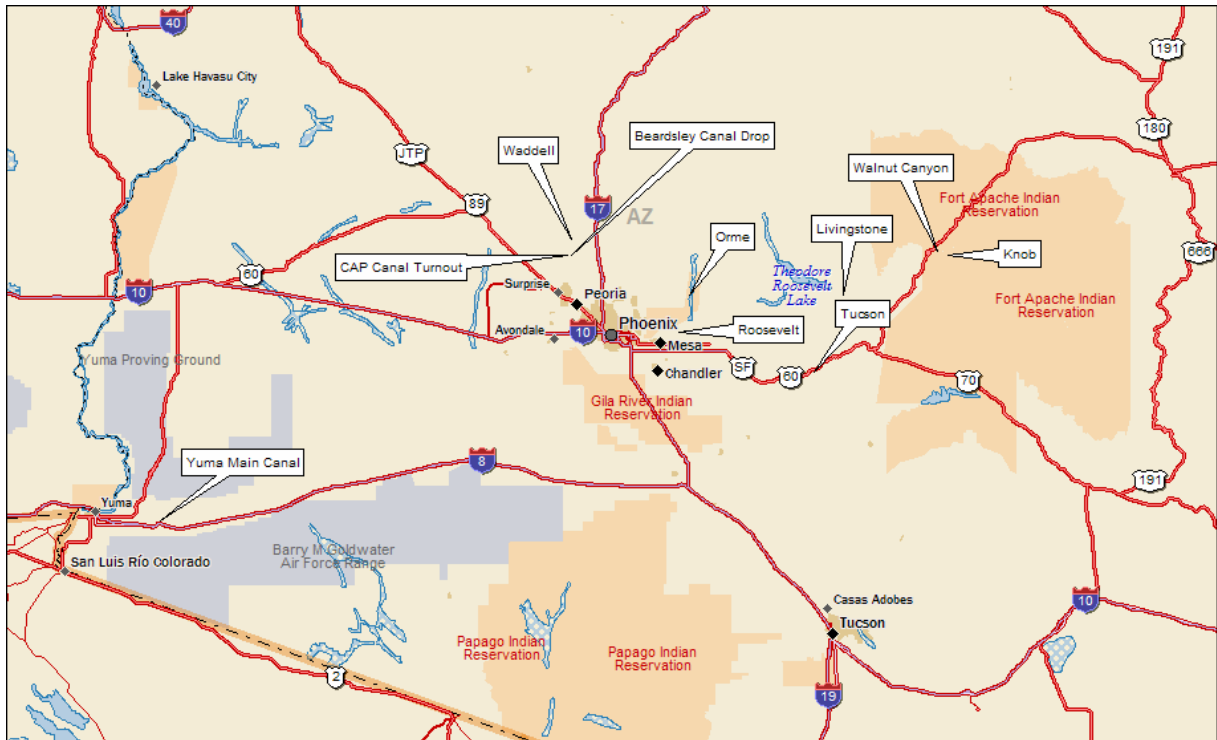 40
191
Lake Havasu City
180
Beardsley Canal Drop
Waddell
JTP
Walnut Canyon
89
17
AZ
Fort Apache Indian
Reservation
Livingstone
Orme
Knob
666
CAP Canal Turnout
60
Theodore
Roosevelt
Lake
10
Surprise
Peoria
Fort Apache Indian
Reservation
Tucson
Phoenix
Avondale
10
Roosevelt
Mesa
Yuma Proving Ground
SF
60
70
Chandler
Gila River Indian
Reservation
Yuma Main Canal
8
191
Yuma
Barry M Goldwater
Air Force Range
San Luis Río Colorado
Casas Adobes
10
Tucson
Papago Indian
Reservation
Papago Indian
Reservation
2
19